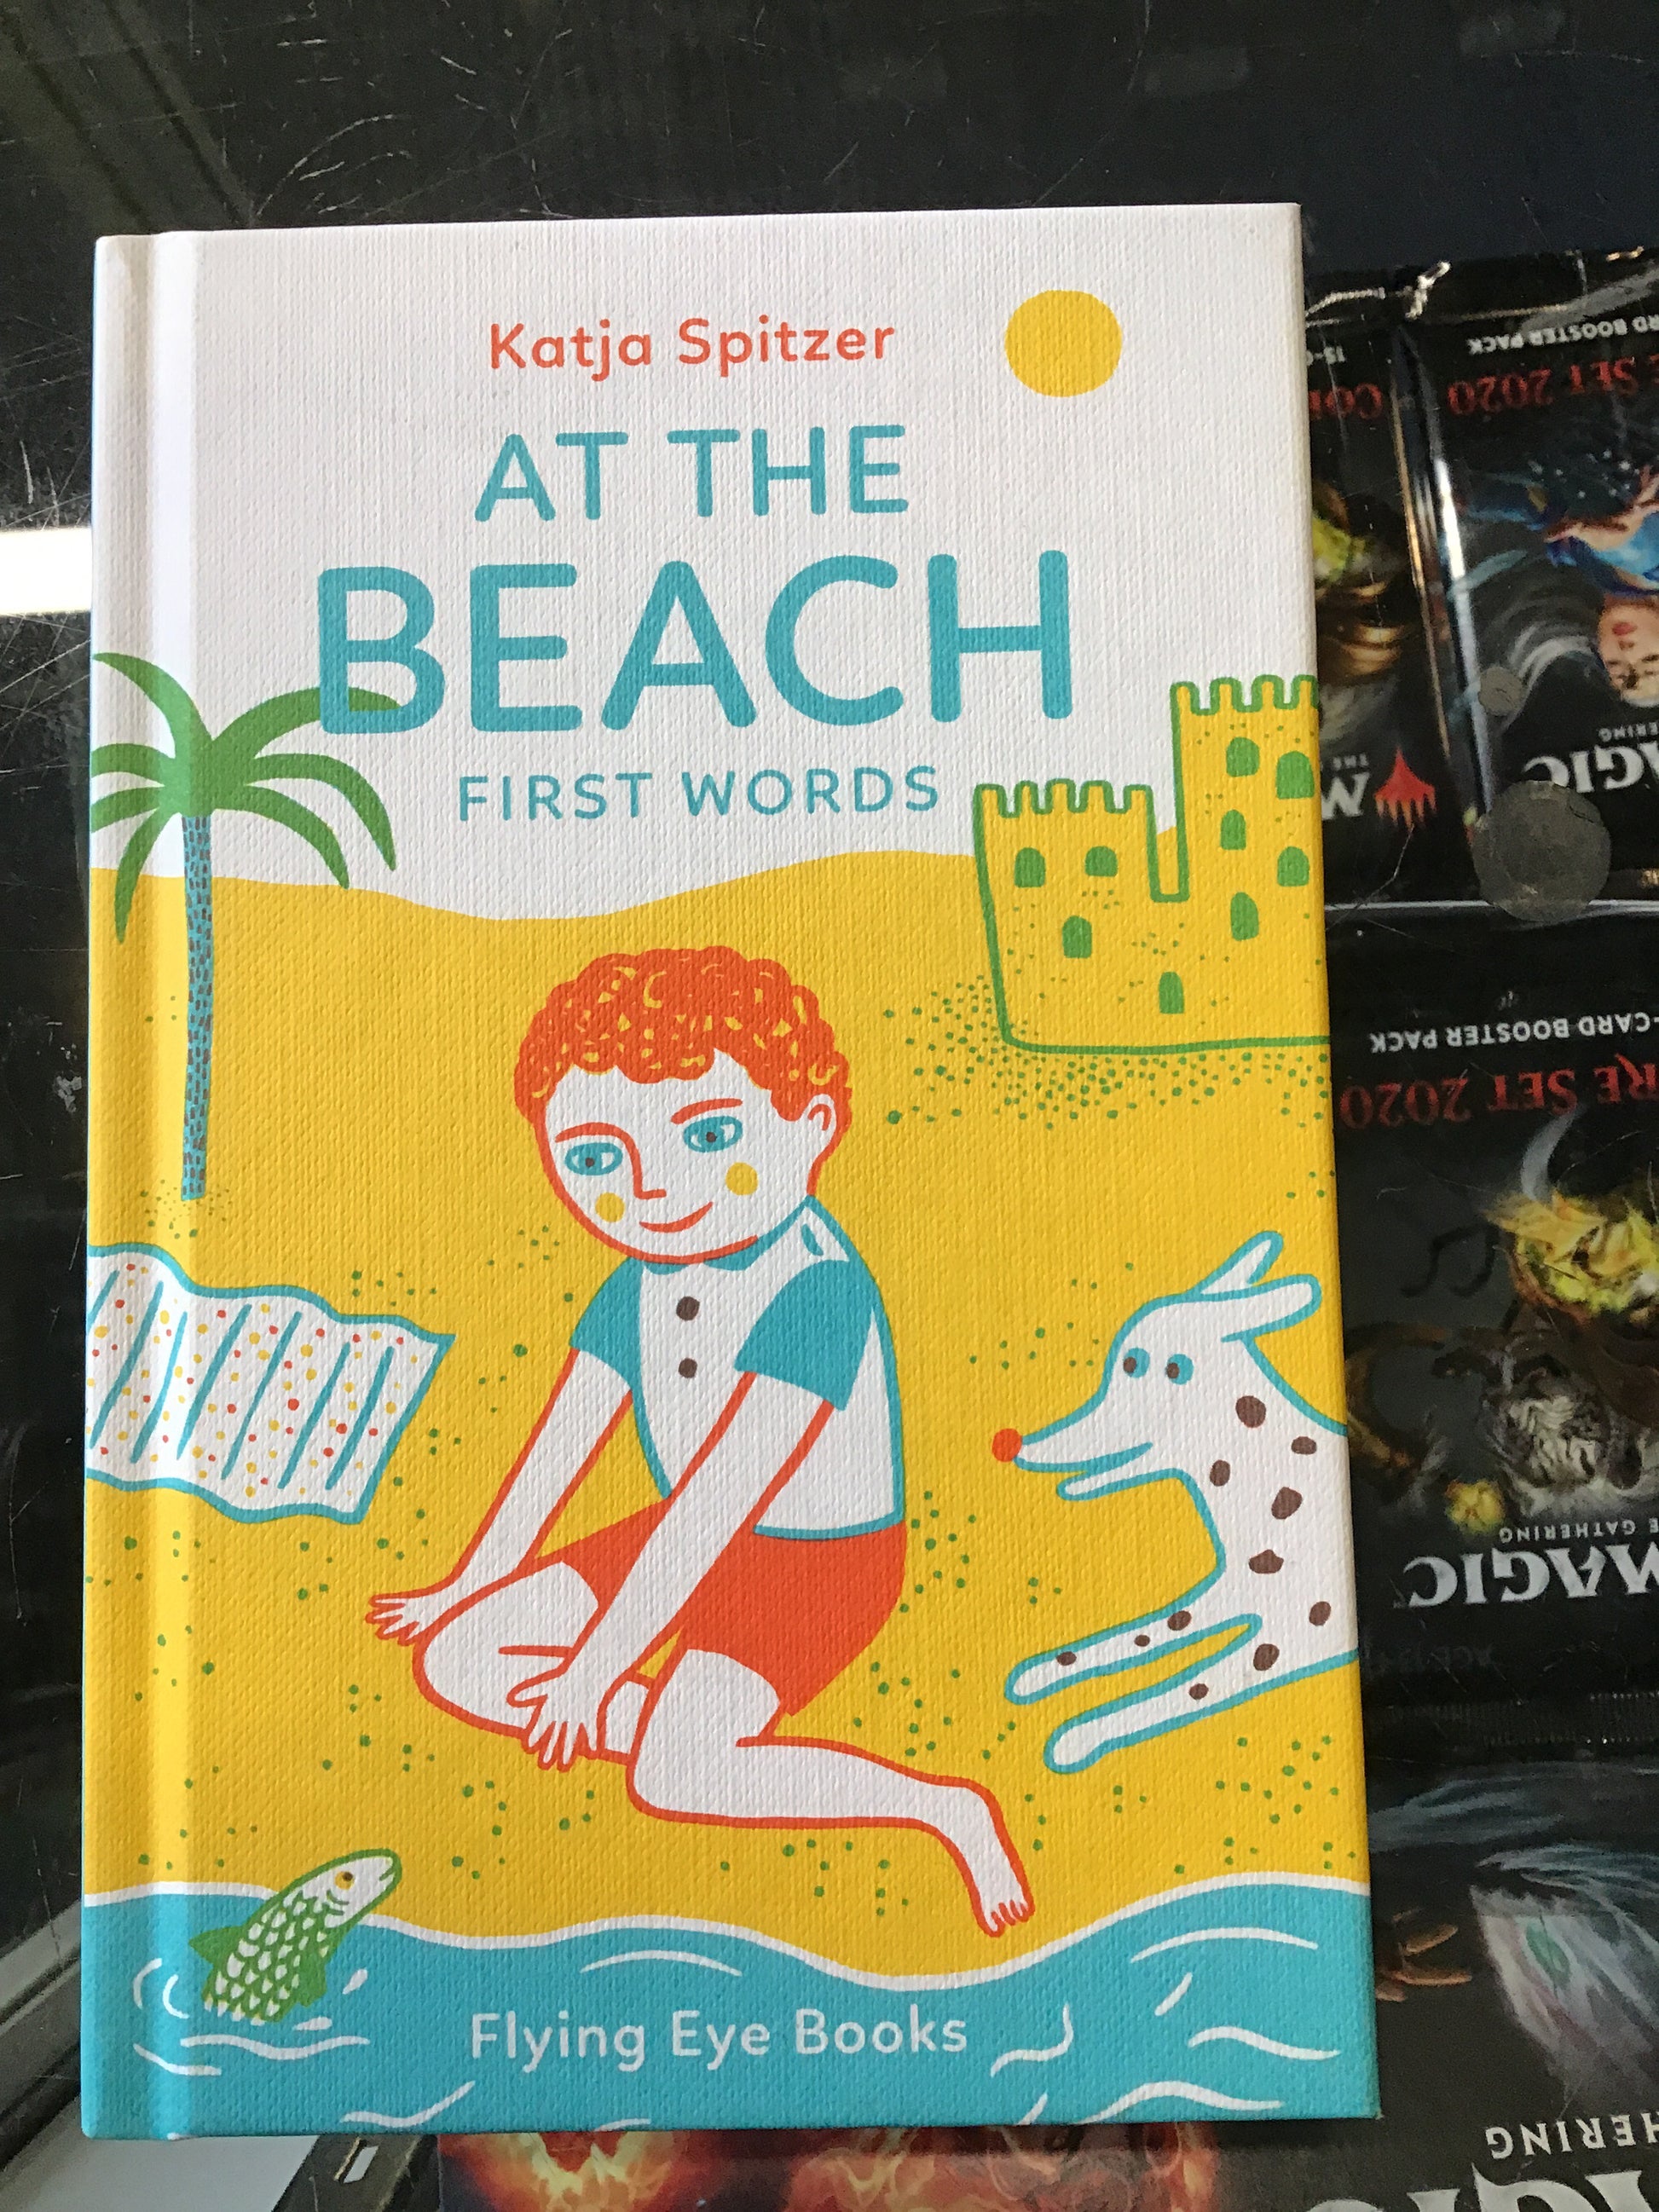 Katja Spitzer
AT THE
BEACH
FIRST WORDS
Flying Eye Books
CARD BOOSTER PACK
SET 2020
MAGIC
CARD BOOSTER PACK
RE SET 2020
GATHERING
MAGIC